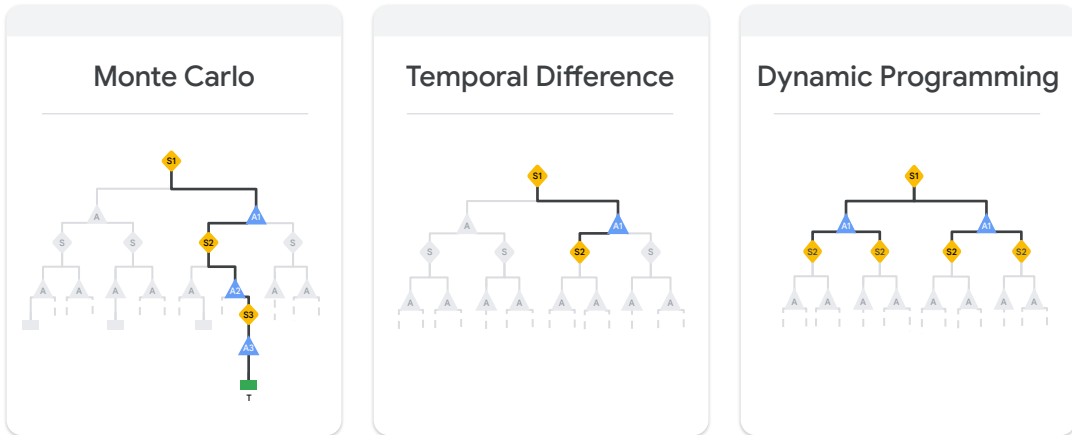 Monte Carlo
S1
A A1
S S S2 S
A A A A A A2 A A
S3
A3
T
Temporal Difference
S1
A A1
S S S2 S
A A A A A A A A
Dynamic Programming
S1
A1 A1
S2 S2 S2 S2
A A A A A A A A